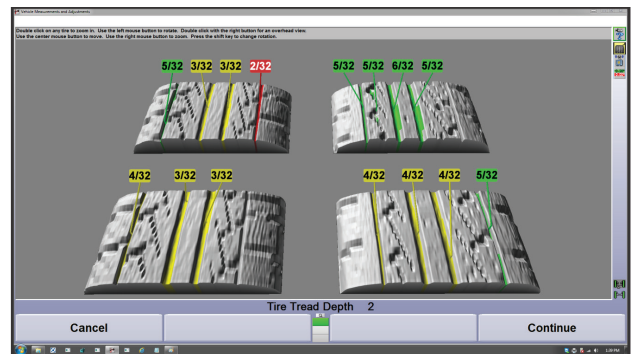 Vehicle Measurements and Adjustments
Double click on any tire to zoom in. Use the left mouse button to rotate. Double click with the right button for an overhead view.
Use the center mouse button to move. Use the right mouse button to zoom. Press the shift key to change rotation.
5/32 3/32 3/32 2/32 5/32 5/32 6/32 5/32
4/32 3/32 3/32 4/32 4/32 4/32 5/32
Tire Tread Depth 2
Cancel Continue
1:09 PM